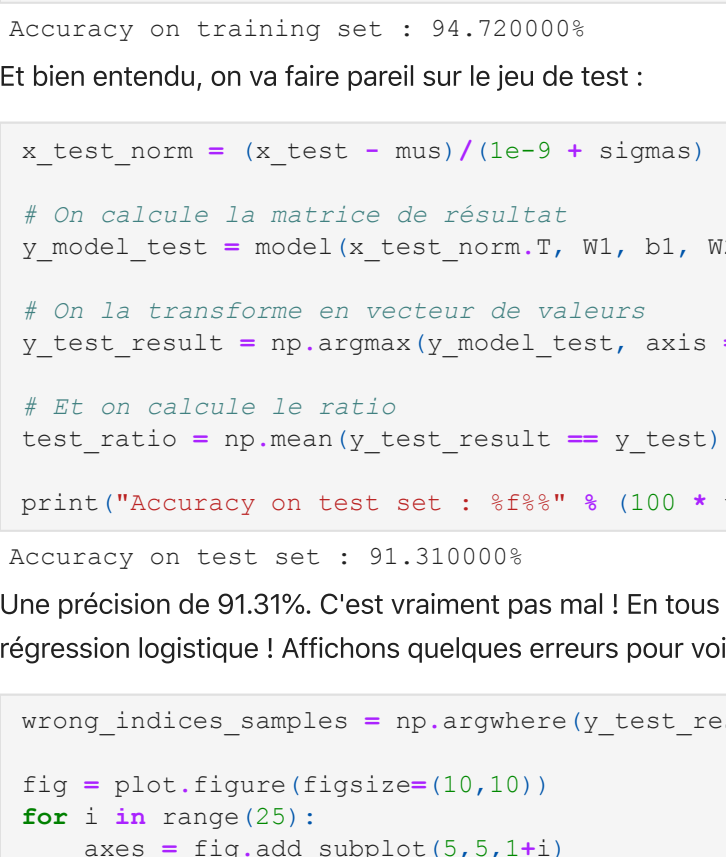 Accuracy on training set : 94.720000%
Et bien entendu, on va faire pareil sur le jeu de test :
x_test_norm = (x_test - mus)/(1e-9 + sigmas)
# On calcule la matrice de résultat
y_model_test = model(x_test_norm.T, W1, b1,
# On la transforme en vecteur de valeurs
y_test_result = np.argmax(y_model_test, axis
# Et on calcule le ratio
test_ratio = np.mean(y_test_result == y_test)
print("Accuracy on test set : %f%%" % (100 *
Accuracy on test set : 91.310000%
Une précision de 91.31%. C'est vraiment pas mal ! En tous
régression logistique ! Affichons quelques erreurs pour
wrong_indices_samples = np.argwhere(
fig = plot.figure(figsize=(10,10))
for i in range(25):
axes = fig.add_subplot(5,5,1+i)